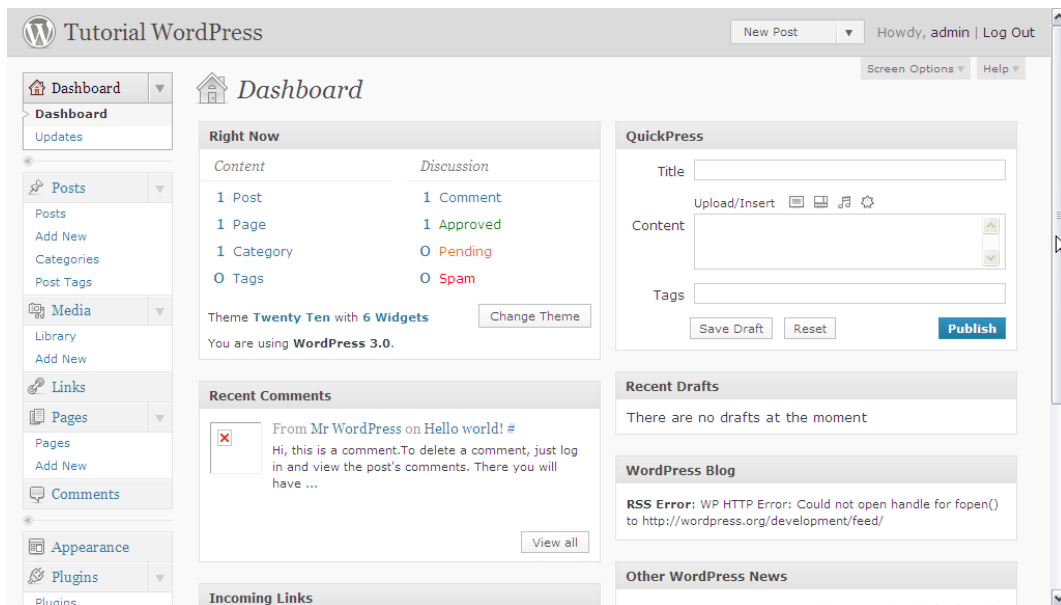 Tutorial WordPress
New Post
Howdy, admin | Log Out
Screen Options
Help
Dashboard
Dashboard
Updates
Posts
Posts
Add New
Categories
Post Tags
Media
Library
Add New
Links
Pages
Pages
Add New
Comments
Appearance
Plugins
Plugins
Dashboard
Right Now
Content
Discussion
1 Post
1 Comment
1 Page
1 Approved
1 Category
0 Pending
0 Tags
0 Spam
Theme Twenty Ten with 6 Widgets
Change Theme
You are using WordPress 3.0.
Recent Comments
From Mr WordPress on Hello world! #
Hi, this is a comment.To delete a comment, just log
in and view the post's comments. There you will
have ...
View all
Incoming Links
QuickPress
Title
Upload/Insert
Content
Tags
Save Draft
Reset
Publish
Recent Drafts
There are no drafts at the moment
WordPress Blog
RSS Error: WP HTTP Error: Could not open handle for fopen()
to http://wordpress.org/development/feed/
Other WordPress News